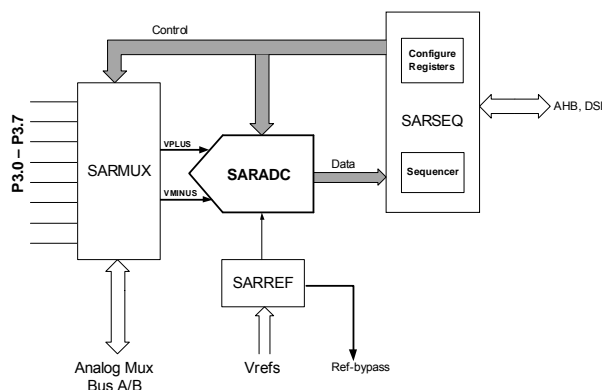 Control
Configure
Registers
AHB, DSI
SARSEQ
P3.0 – P3.7
VPLUS
SARMUX
SARADC
Data
VMINUS
Sequencer
SARREF
Analog Mux
Bus A/B
Vrefs
Ref-bypass